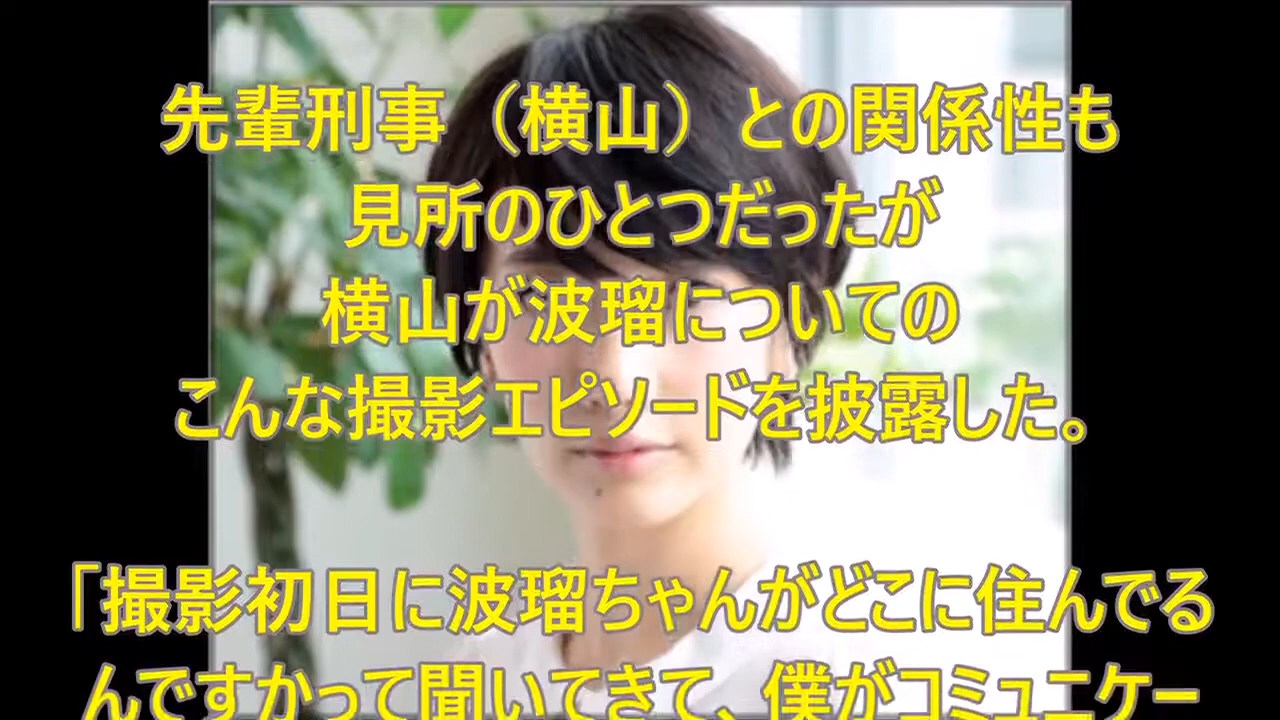 先輩刑事（横山）との関係性も
見所のひとつだったが
横山が波瑠についての
こんな撮影エピソードを披露した。
「撮影初日に波瑠ちゃんがどこに住んでる
んですかって聞いてきて、僕がコミュニケー